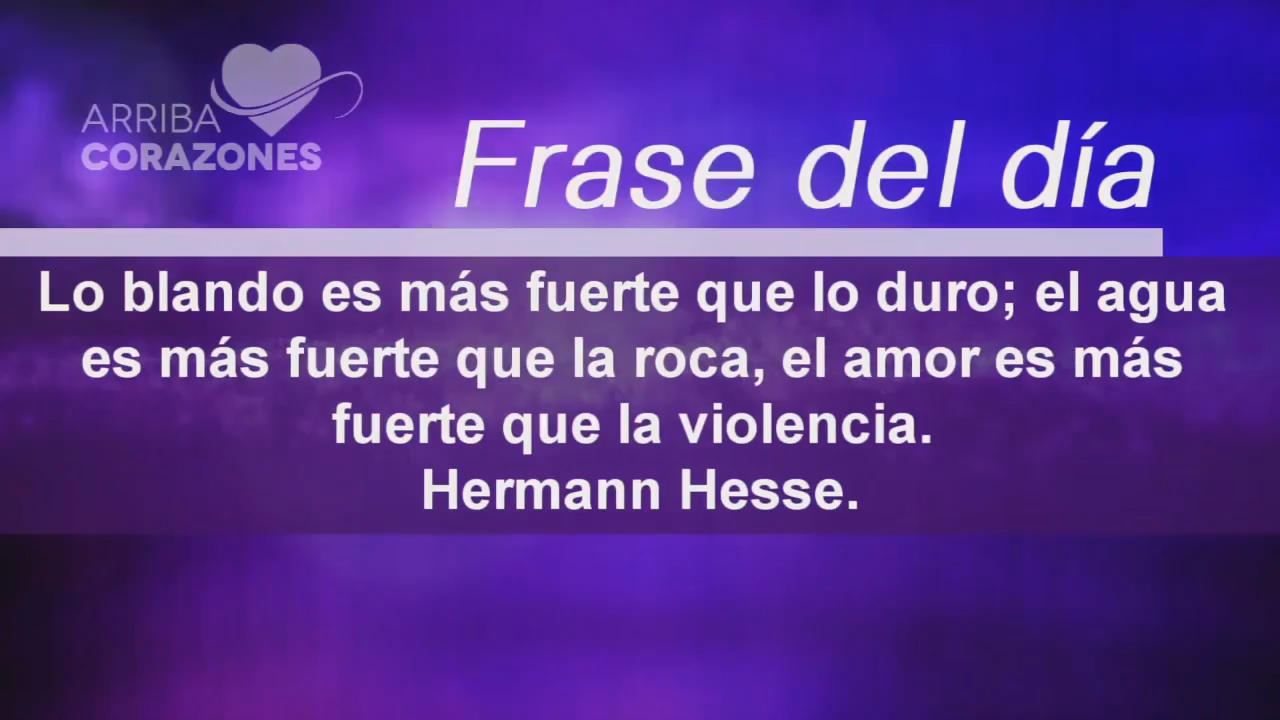 ARRIBA
CORAZONES
Frase del día
Lo blando es más fuerte que lo duro; el agua
es más fuerte que la roca, el amor es más
fuerte que la violencia.
Hermann Hesse.